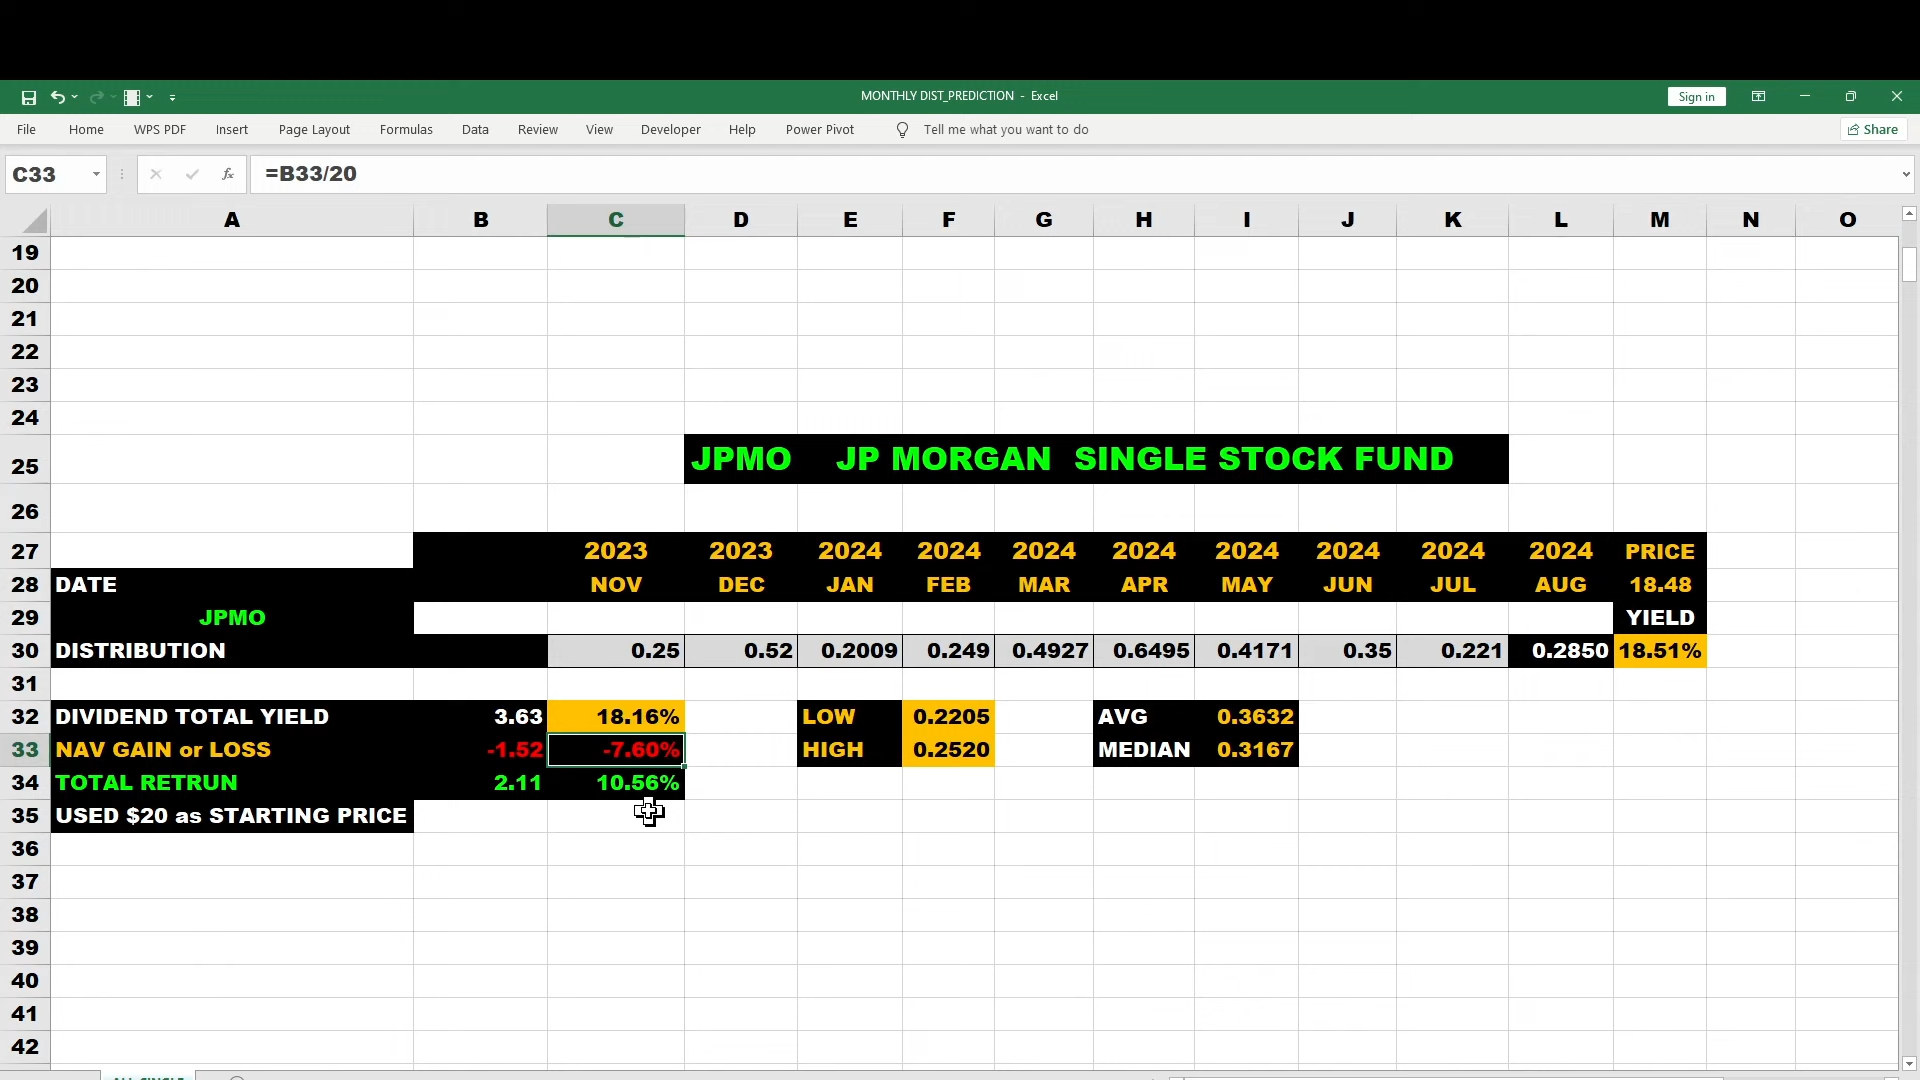 MONTHLY DIST_PREDICTION - Excel
Sign in
File Home WPS PDF Insert Page Layout Formulas Data Review View Developer Help Power Pivot Tell me what you want to do Share
C33 fx =B33/20
A B C D E F G H I J K L M N O
19
20
21
22
23
24
25 JPMO JP MORGAN SINGLE STOCK FUND
26
27 2023 2023 2024 2024 2024 2024 2024 2024 2024 2024 PRICE
28 DATE NOV DEC JAN FEB MAR APR MAY JUN JUL AUG 18.48
29 JPMO YIELD
30 DISTRIBUTION 0.25 0.52 0.2009 0.249 0.4927 0.6495 0.4171 0.35 0.221 0.2850 18.51%
31
32 DIVIDEND TOTAL YIELD 3.63 18.16% LOW 0.2205 AVG 0.3632
33 NAV GAIN or LOSS -1.52 -7.60% HIGH 0.2520 MEDIAN 0.3167
34 TOTAL RETRUN 2.11 10.56%
35 USED $20 as STARTING PRICE
36
37
38
39
40
41
42